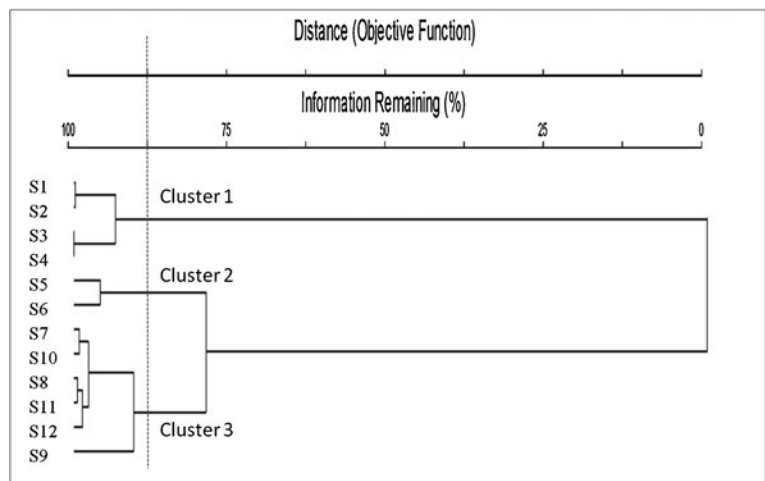 Distance (Objective Function)
Information Remaining (%)
100 75 50 25 0
S1
Cluster 1
S2
S3
S4
S5
Cluster 2
S6
S7
S10
S8
S11
S12
Cluster 3
S9